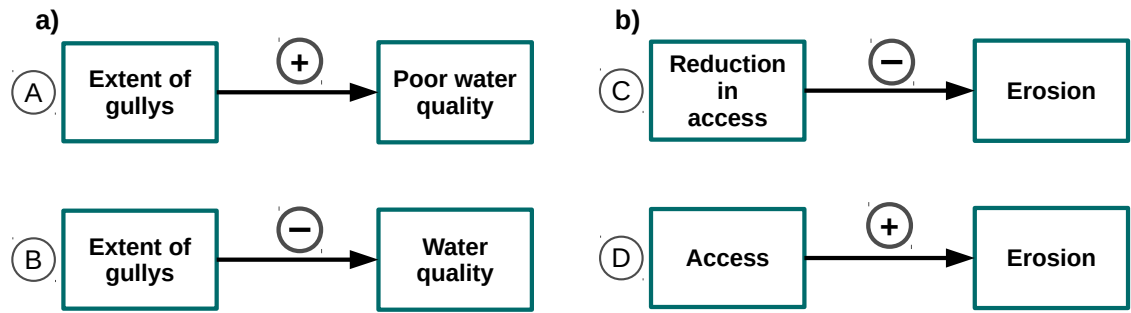 a)
A
Extent of
gullys
+
Poor water
quality
B
Extent of
gullys
−
Water
quality
b)
C
Reduction
in
access
−
Erosion
D
Access
+
Erosion